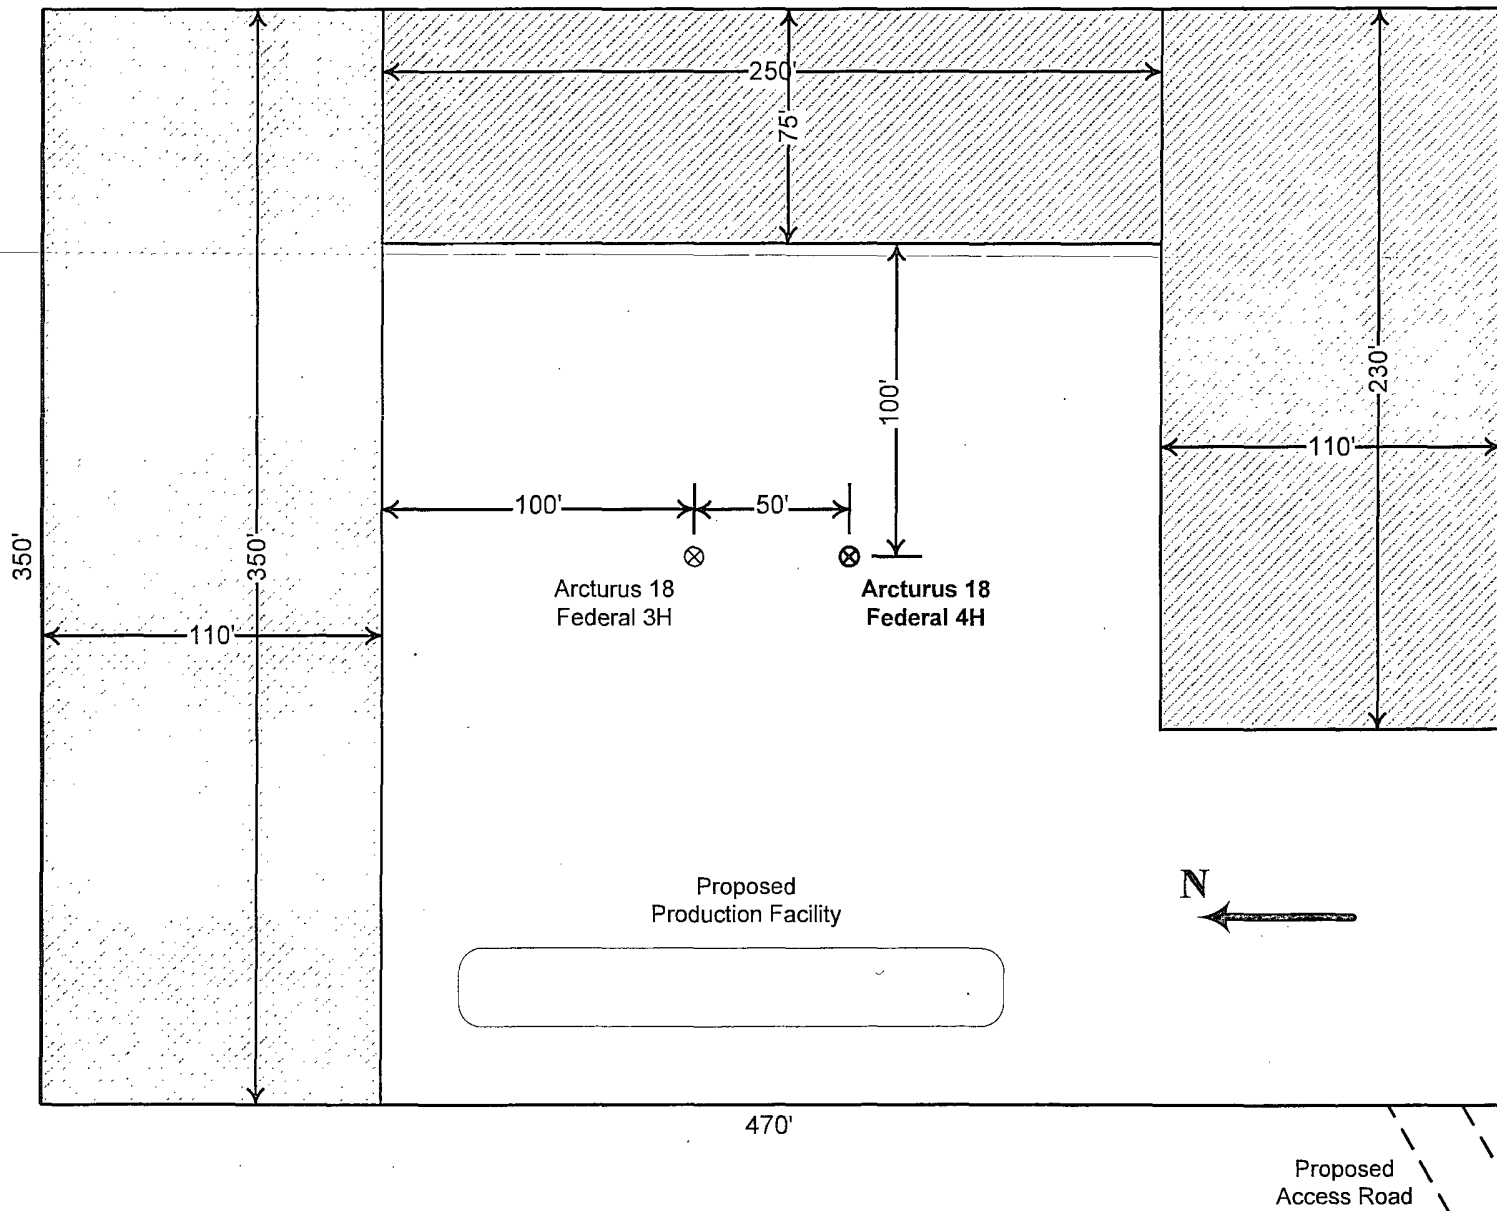 250'
75'
100'
230'
110'
100'
50'
350'
350'
110'
Arcturus 18
Federal 3H
Arcturus 18
Federal 4H
Proposed
Production Facility
N
470'
Proposed
Access Road